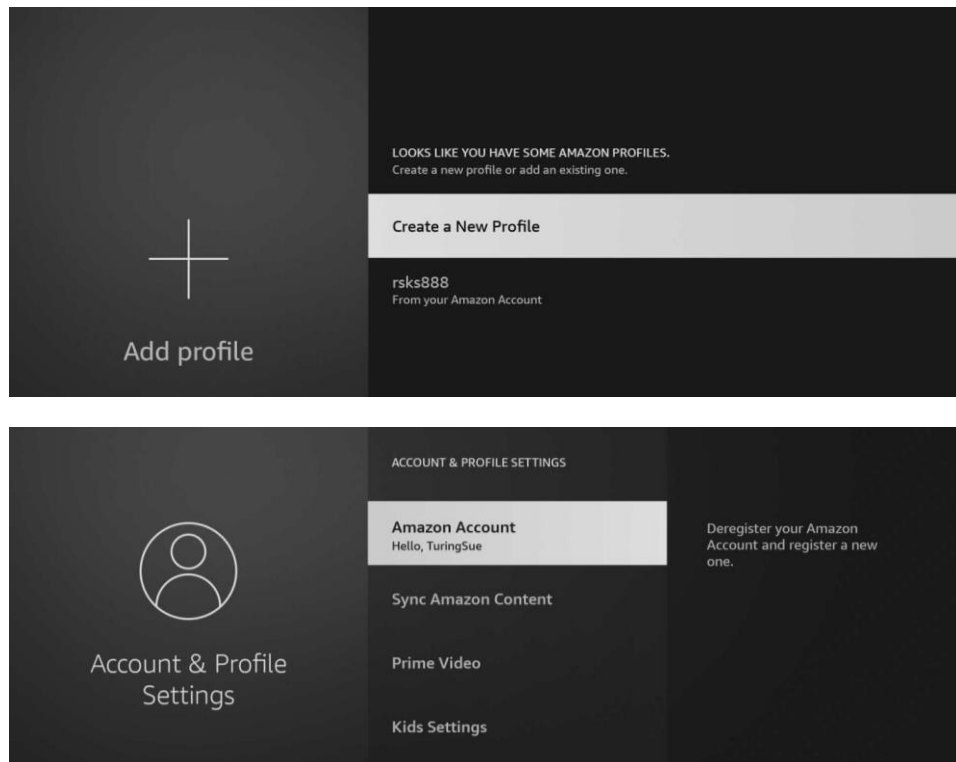 LOOKS LIKE YOU HAVE SOME AMAZON PROFILES.
Create a new profile or add an existing one.
Create a New Profile
rsks888
From your Amazon Account
Add profile
ACCOUNT & PROFILE SETTINGS
Amazon Account
Hello, TuringSue
Deregister your Amazon
Account and register a new
one.
Sync Amazon Content
Prime Video
Kids Settings
Account & Profile
Settings